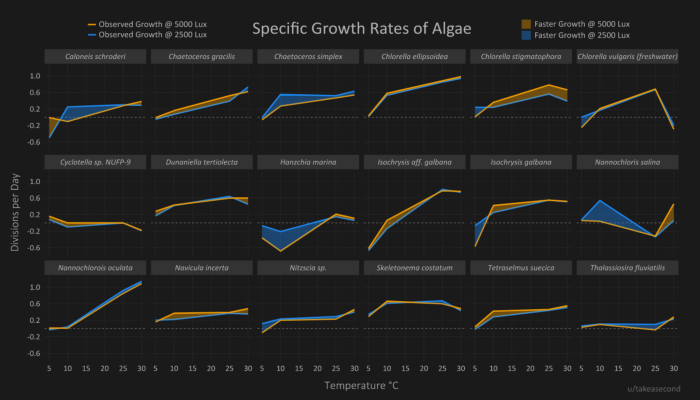 Specific Growth Rates of Algae
Observed Growth @ 5000 Lux
Observed Growth @ 2500 Lux
Faster Growth @ 5000 Lux
Faster Growth @ 2500 Lux
Caloneis schroderi
Chaetoceros gracilis
Chaetoceros simplex
Chlorella ellipsoidea
Chlorella stigmatophora
Chlorella vulgaris (freshwater)
1.0
0.6
0.2
-0.2
-0.6
Cyclotella sp. NUFP-9
Dunaniella tertiolecta
Hanzchia marina
Isochrysis aff. galbana
Isochrysis galbana
Nannochloris salina
1.0
0.6
0.2
-0.2
-0.6
Nannochlorois oculata
Navicula incerta
Nitzscia sp.
Skeletonema costatum
Tetraselmus suecica
Thalassiosira fluviatilis
1.0
0.6
0.2
-0.2
-0.6
5 10 15 20 25 30
5 10 15 20 25 30
5 10 15 20 25 30
5 10 15 20 25 30
5 10 15 20 25 30
5 10 15 20 25 30
Divisions per Day
Temperature °C
u/takeasecond